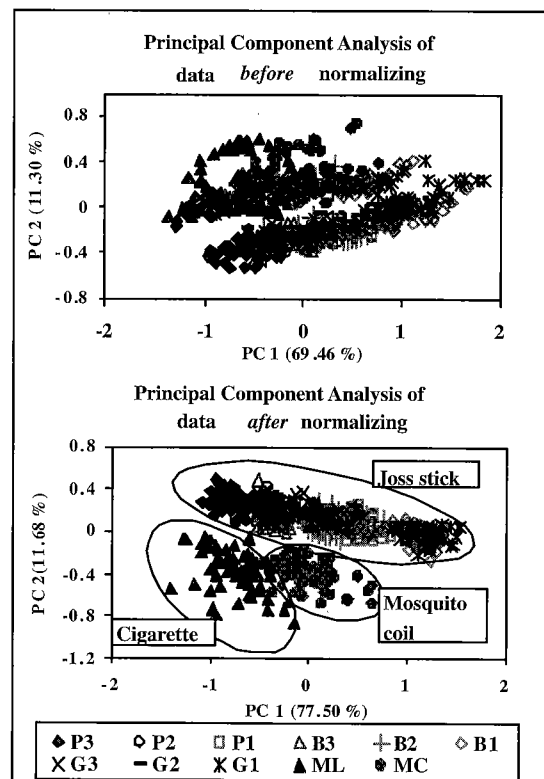 Principal Component Analysis of
data before normalizing
PC 2 (11.30 %)
0.8
0.4
0
-0.4
-0.8
-2
-1
0
1
2
PC 1 (69.46 %)
Principal Component Analysis of
data after normalizing
PC 2(11.68 %)
0.8
0.4
0
-0.4
-0.8
-1.2
Joss stick
Cigarette
Mosquito
coil
-2
-1
0
1
2
PC 1 (77.50 %)
P3 P2 P1 B3 B2 B1
G3 G2 G1 ML MC